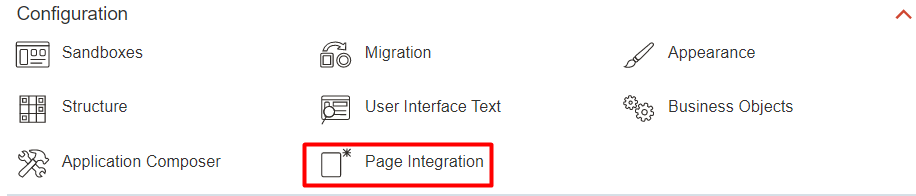 Configuration
Sandboxes
Migration
Appearance
Structure
User Interface Text
Business Objects
Application Composer
Page Integration